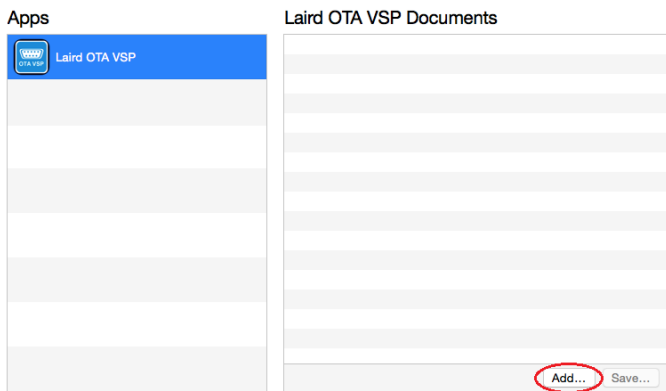 Apps
Laird OTA VSP Documents
OTA VSP
Laird OTA VSP
Add...
Save...